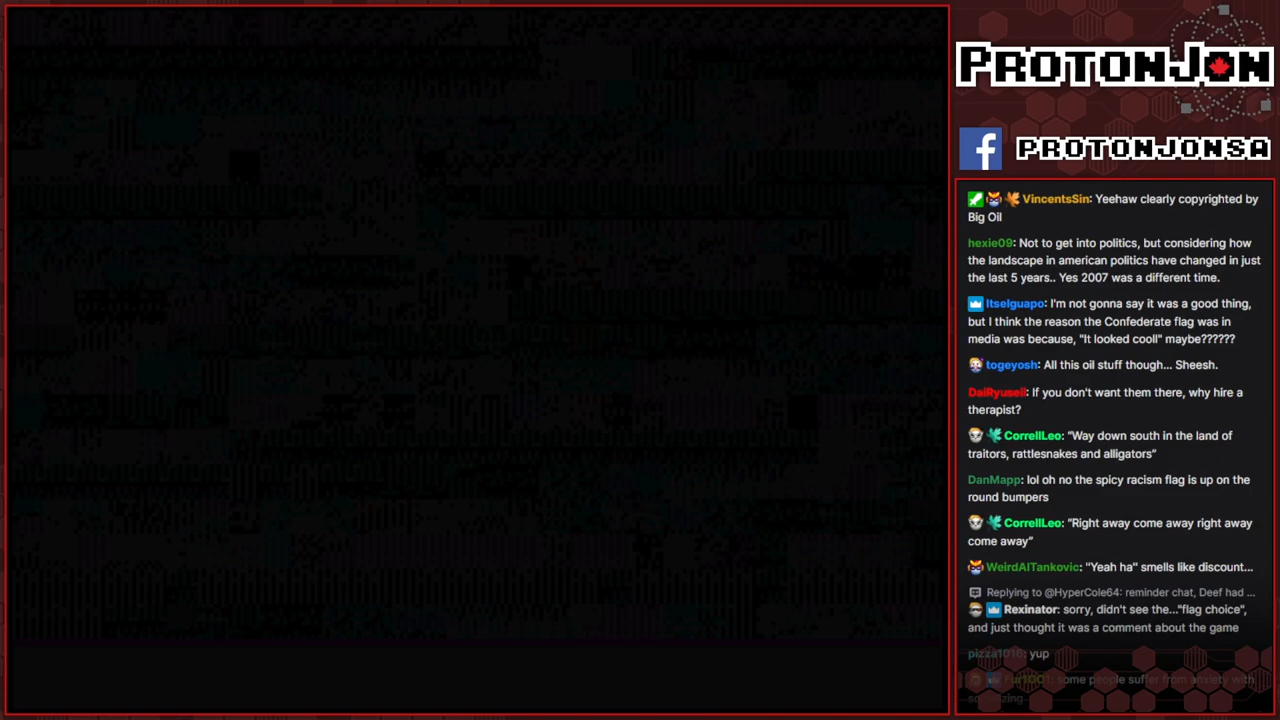 PROTONJON
PROTONJONSA
VincentsSin: Yeehaw clearly copyrighted by
Big Oil
hexie09: Not to get into politics, but considering how
the landscape in american politics have changed in just
the last 5 years.. Yes 2007 was a different time.
Itselguapo: I'm not gonna say it was a good thing,
but I think the reason the Confederate flag was in
media was because, "It looked cooll" maybe??????
togeyosh: All this oil stuff though... Sheesh.
DaiRyuseii: If you don't want them there, why hire a
therapist?
CorrellLeo: "Way down south in the land of
traitors, rattlesnakes and alligators"
DanMapp: lol oh no the spicy racism flag is up on the
round bumpers
CorrellLeo: "Right away come away right away
come away"
WeirdAlTankovic: "Yeah ha" smells like discount...
Replying to @HyperCole64: reminder chat, Deef had ...
Rexinator: sorry, didn't see the..."flag choice",
and just thought it was a comment about the game
pizza1016: yup
some people suffer from anxiety with